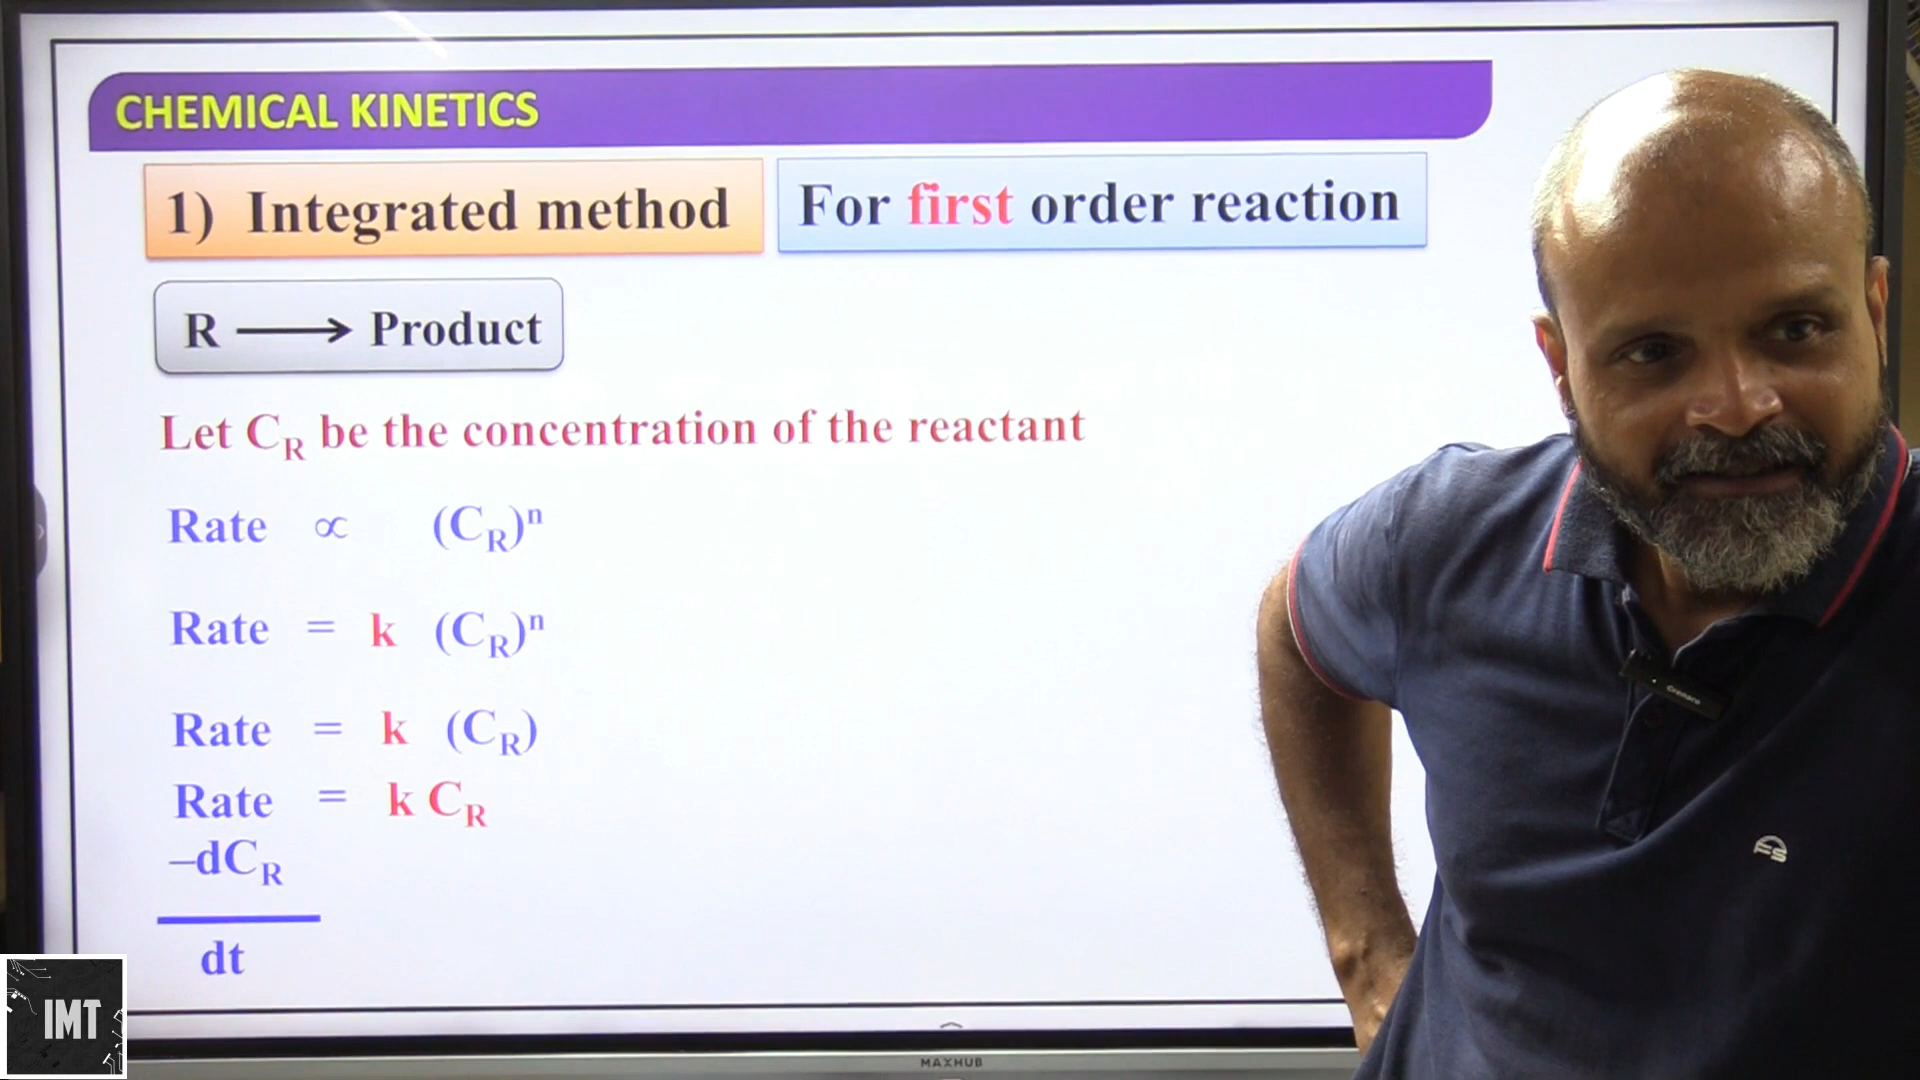 CHEMICAL KINETICS
1) Integrated method
For first order reaction
R ⟶ Product
Let C_R be the concentration of the reactant
Rate ∝ (C_R)ⁿ
Rate = k (C_R)ⁿ
Rate = k (C_R)
Rate = k C_R
–dC_R
dt
IMT
MAXHUB
FS